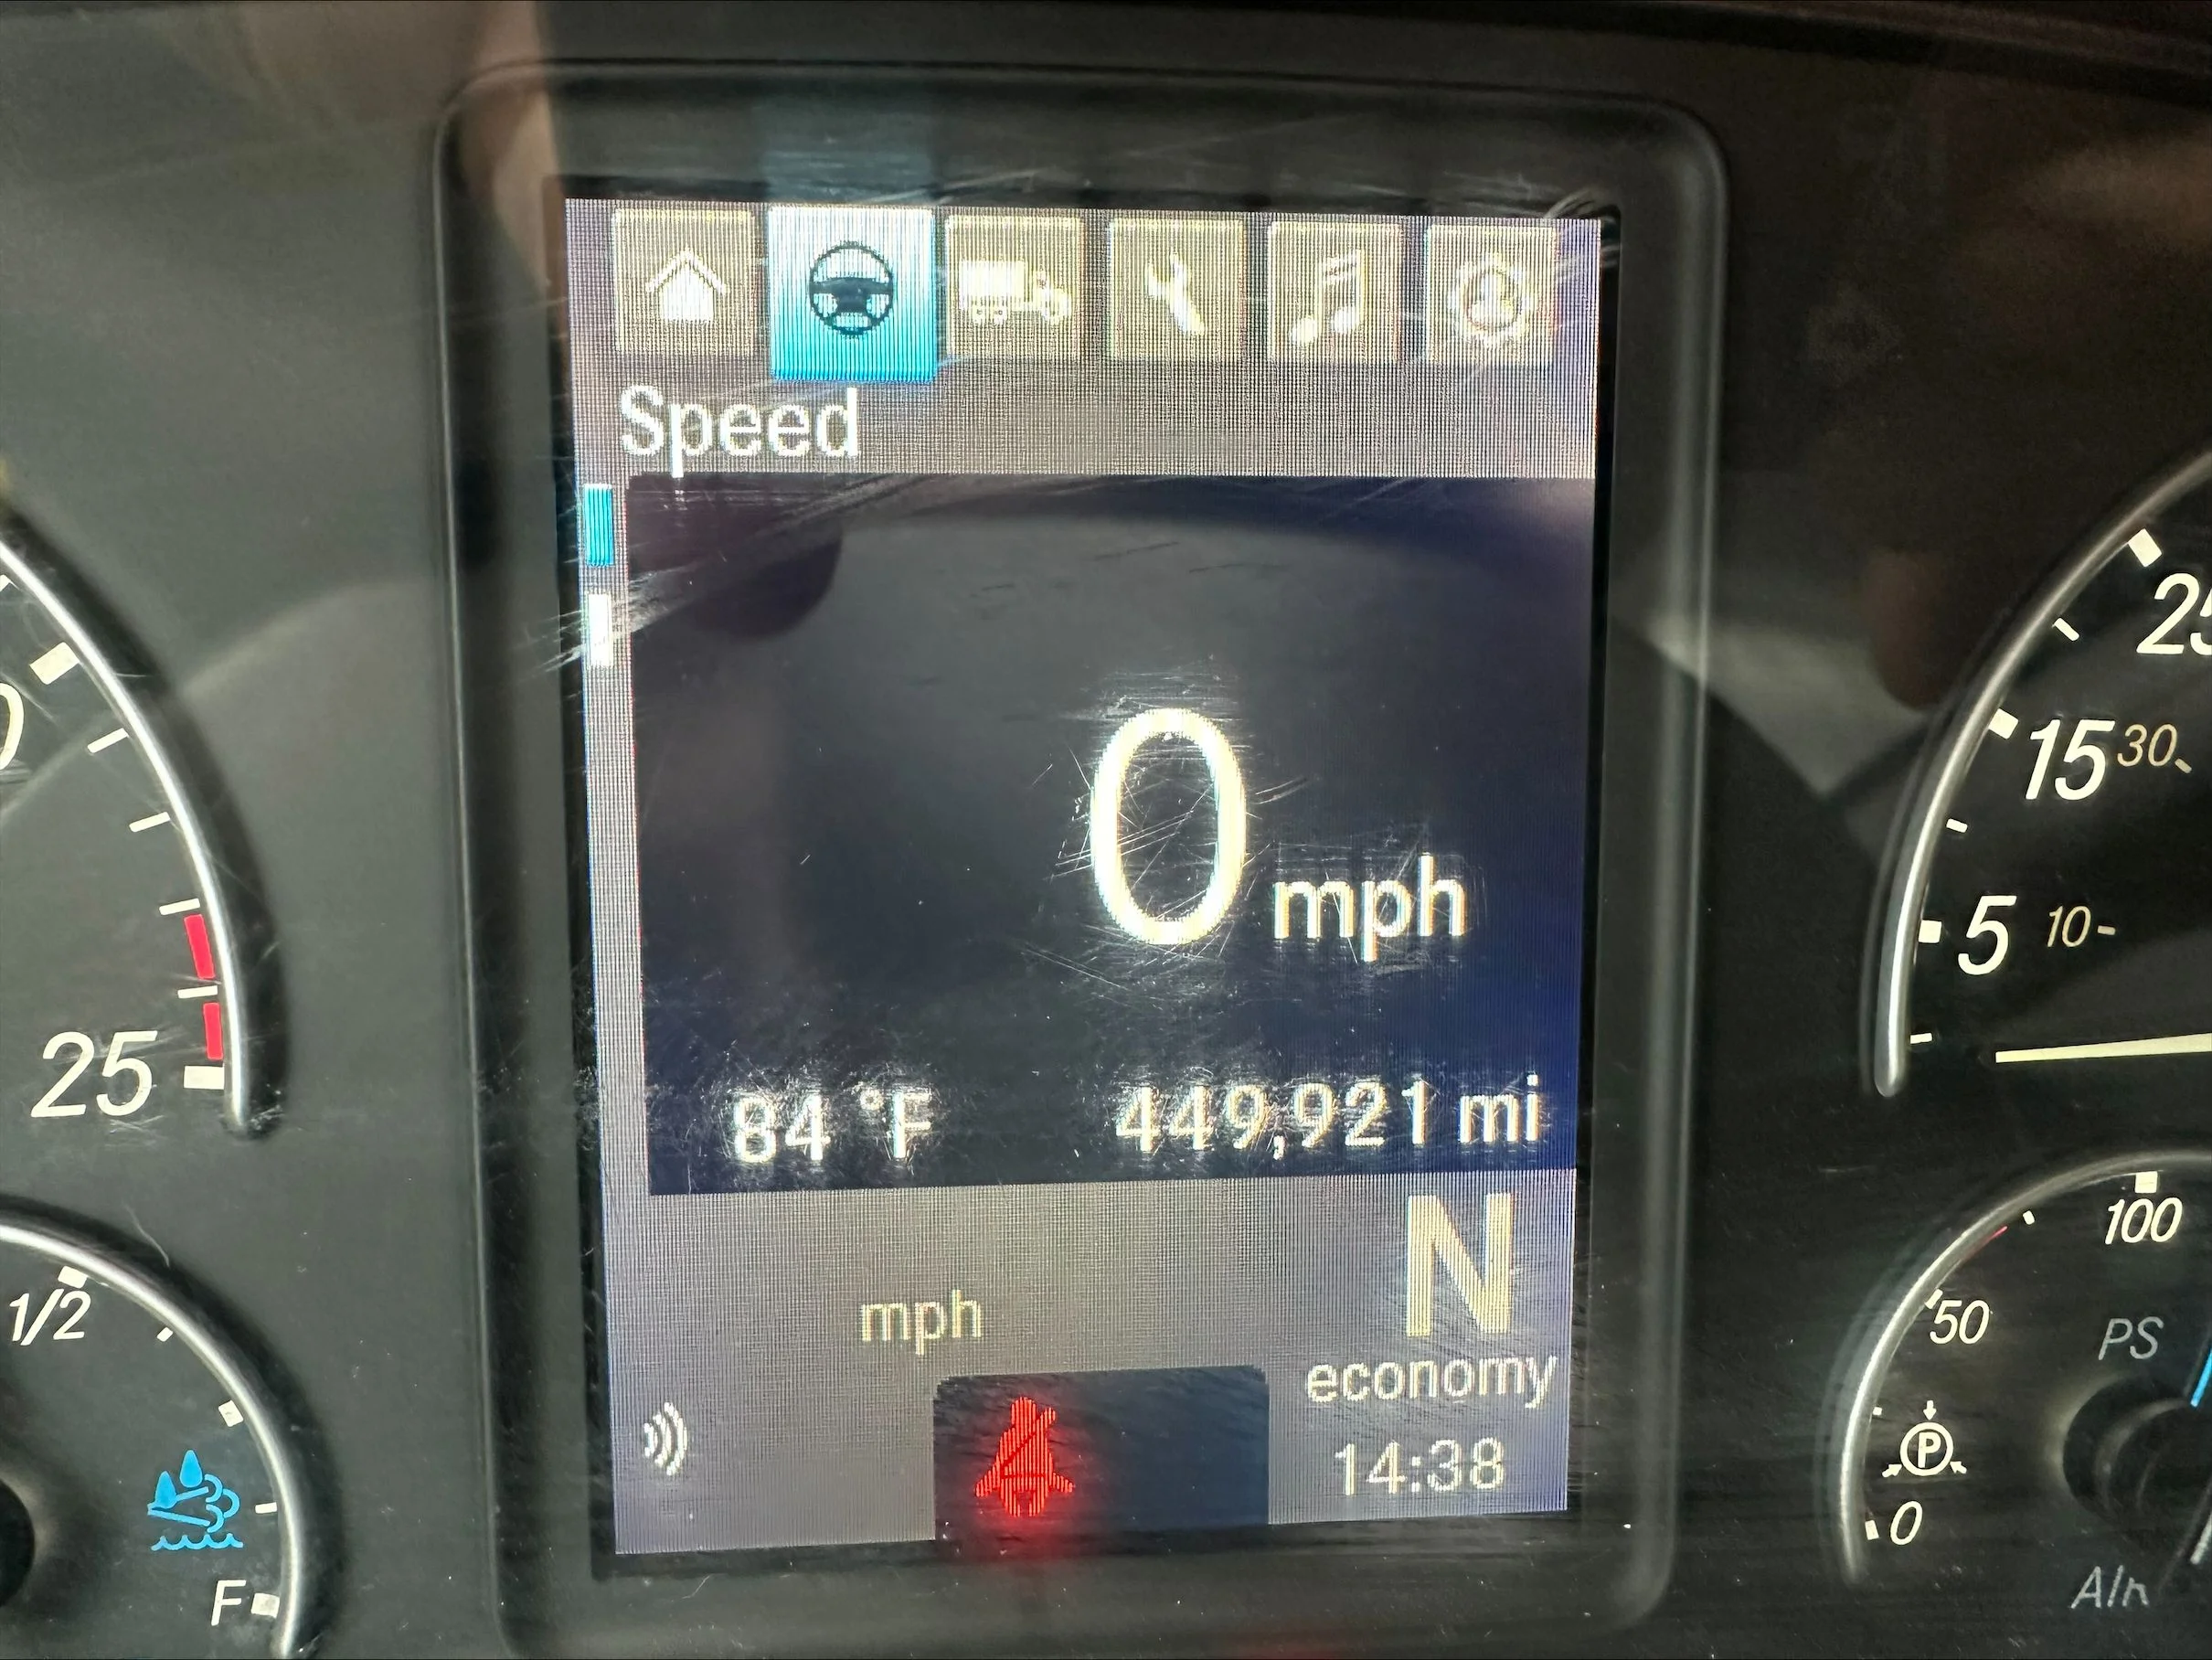 Speed
0 mph
84 °F 449,921 mi
N
mph
economy
14:38
25
1/2
F
15 30
5 10
100
50
PS
P
0
Air